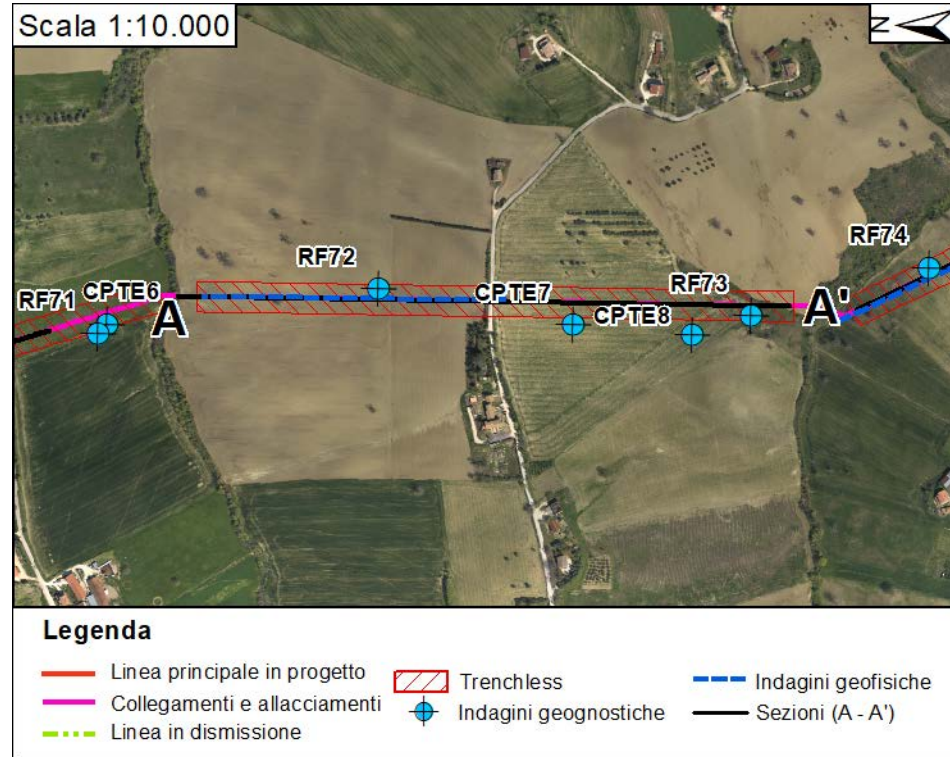 Scala 1:10.000
N
RF74
RF72
RF73
CPTE6
CPTE7
RF71
CPTE8
A
A'
Legenda
Linea principale in progetto
Collegamenti e allacciamenti
Linea in dismissione
Trenchless
Indagini geognostiche
Indagini geofisiche
Sezioni (A - A')